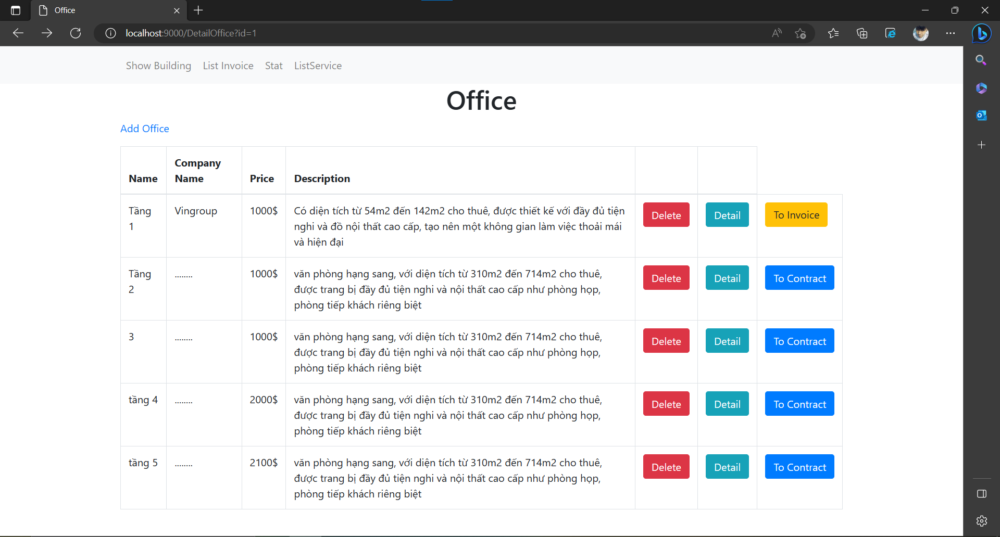 Office
localhost:9000/DetailOffice?id=1
Show Building List Invoice Stat ListService
Office
Add Office
Company
Name Name Price Description
Tầng Vingroup 1000$ Có diện tích từ 54m2 đến 142m2 cho thuê, được thiết kế với đầy đủ tiện Delete Detail To Invoice
1 nghi và đồ nội thất cao cấp, tạo nên một không gian làm việc thoải mái
và hiện đại
Tầng ........ 1000$ văn phòng hạng sang, với diện tích từ 310m2 đến 714m2 cho thuê, Delete Detail To Contract
2 được trang bị đầy đủ tiện nghi và nội thất cao cấp như phòng họp,
phòng tiếp khách riêng biệt
3 ........ 1000$ văn phòng hạng sang, với diện tích từ 310m2 đến 714m2 cho thuê, Delete Detail To Contract
được trang bị đầy đủ tiện nghi và nội thất cao cấp như phòng họp,
phòng tiếp khách riêng biệt
tầng 4 ........ 2000$ văn phòng hạng sang, với diện tích từ 310m2 đến 714m2 cho thuê, Delete Detail To Contract
được trang bị đầy đủ tiện nghi và nội thất cao cấp như phòng họp,
phòng tiếp khách riêng biệt
tầng 5 ........ 2100$ văn phòng hạng sang, với diện tích từ 310m2 đến 714m2 cho thuê, Delete Detail To Contract
được trang bị đầy đủ tiện nghi và nội thất cao cấp như phòng họp,
phòng tiếp khách riêng biệt